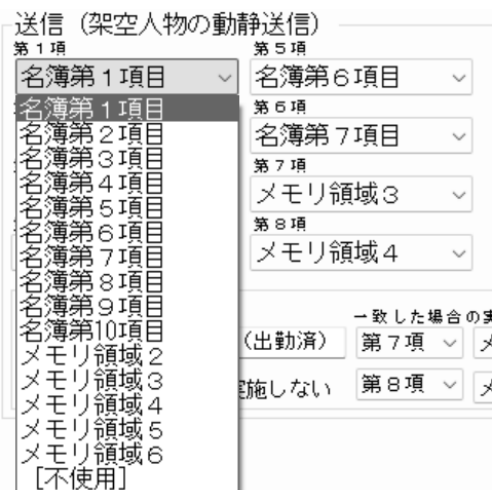 送信（架空人物の動静送信）
第１項
第５項
名簿第１項目
名簿第６項目
名簿第１項目
名簿第２項目
名簿第３項目
名簿第４項目
名簿第５項目
名簿第６項目
名簿第７項目
名簿第８項目
名簿第９項目
名簿第10項目
メモリ領域２
メモリ領域３
メモリ領域４
メモリ領域５
メモリ領域６
[不使用]
第６項
名簿第７項目
第７項
メモリ領域３
第８項
メモリ領域４
一致した場合の
（出勤済）
第７項
施しない
第８項